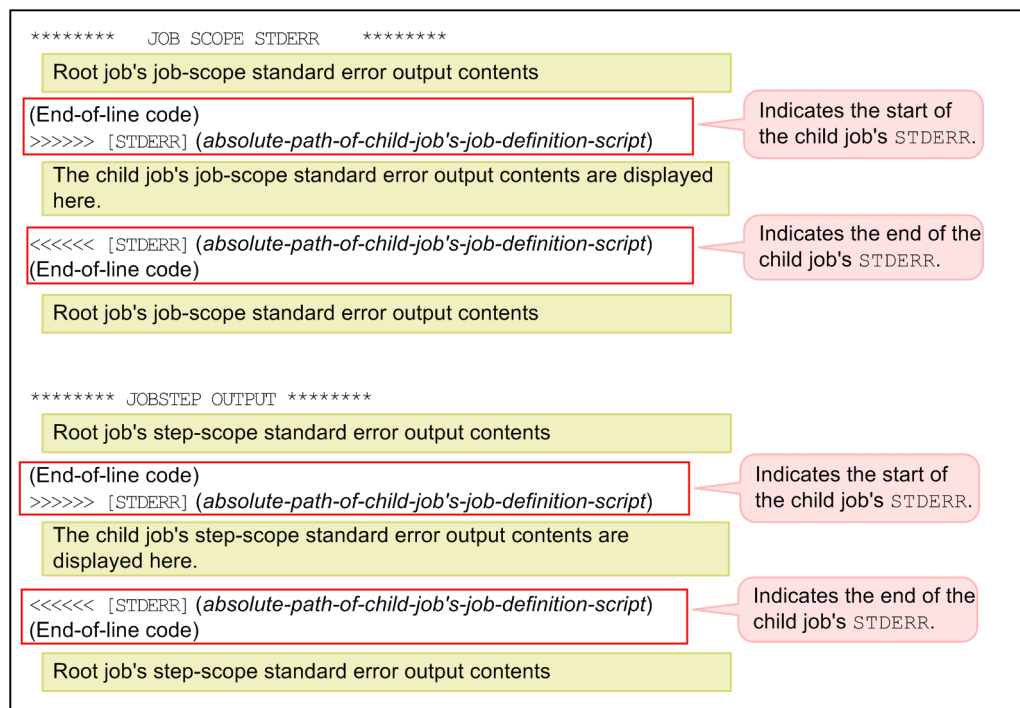 ******** JOB SCOPE STDERR ********
Root job's job-scope standard error output contents
(End-of-line code)
>>>>>> [STDERR] (absolute-path-of-child-job's-job-definition-script)
Indicates the start of
the child job's STDERR.
The child job's job-scope standard error output contents are displayed
here.
<<<<<< [STDERR] (absolute-path-of-child-job's-job-definition-script)
(End-of-line code)
Indicates the end of the
child job's STDERR.
Root job's job-scope standard error output contents
******** JOBSTEP OUTPUT ********
Root job's step-scope standard error output contents
(End-of-line code)
>>>>>> [STDERR] (absolute-path-of-child-job's-job-definition-script)
Indicates the start of
the child job's STDERR.
The child job's step-scope standard error output contents are
displayed here.
<<<<<< [STDERR] (absolute-path-of-child-job's-job-definition-script)
(End-of-line code)
Indicates the end of the
child job's STDERR.
Root job's step-scope standard error output contents